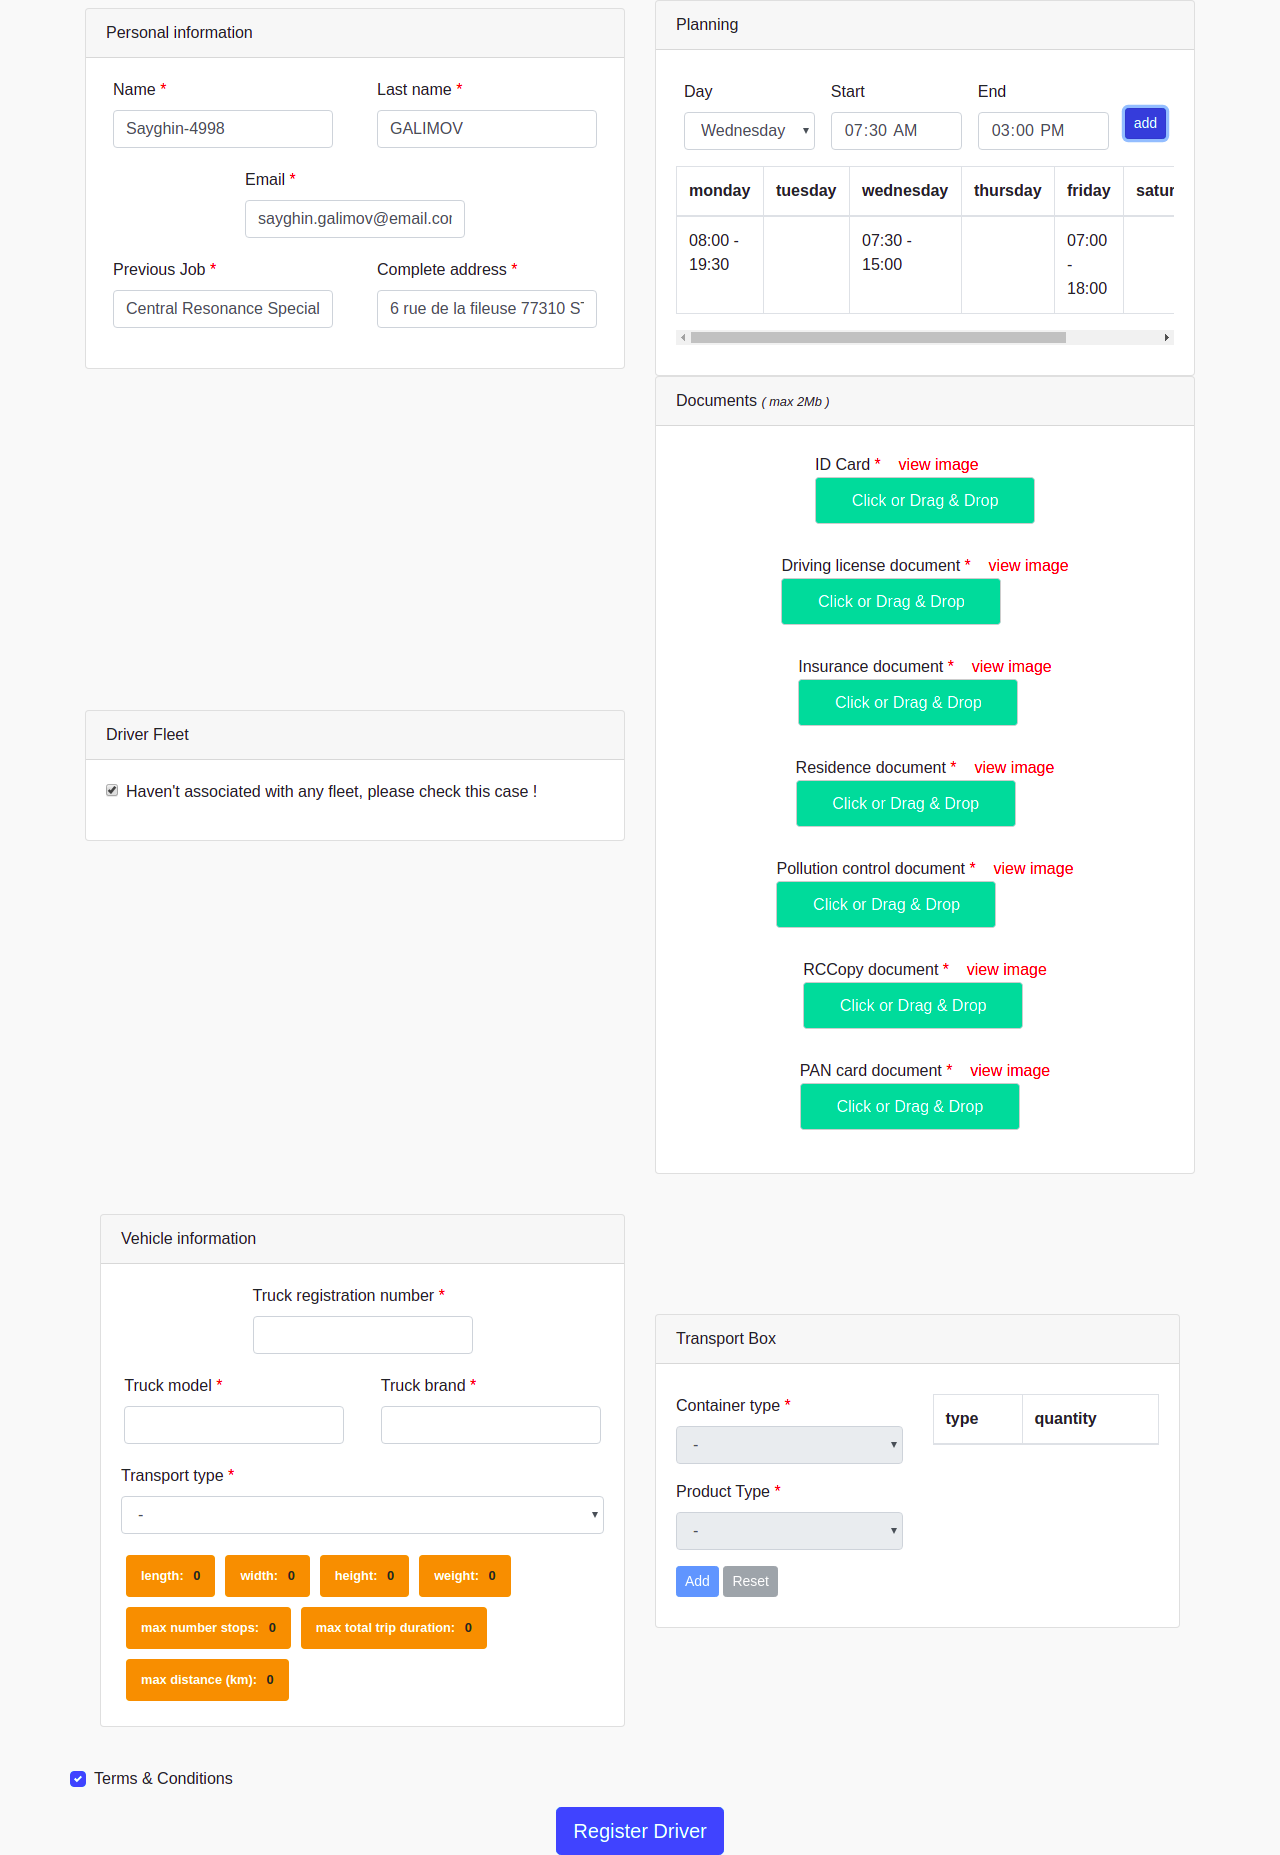 Personal information
Name *
Last name *
Sayghin-4998
GALIMOV
Email *
sayghin.galimov@email.cor
Previous Job *
Complete address *
Central Resonance Special
6 rue de la fileuse 77310 ST
Planning
Day
Start
End
Wednesday
07:30 AM
03:00 PM
add
monday
tuesday
wednesday
thursday
friday
satur
08:00 - 19:30
07:30 - 15:00
07:00 - 18:00
Documents ( max 2Mb )
ID Card * view image
Click or Drag & Drop
Driving license document * view image
Click or Drag & Drop
Insurance document * view image
Click or Drag & Drop
Residence document * view image
Click or Drag & Drop
Pollution control document * view image
Click or Drag & Drop
RCCopy document * view image
Click or Drag & Drop
PAN card document * view image
Click or Drag & Drop
Driver Fleet
Haven't associated with any fleet, please check this case !
Vehicle information
Truck registration number *
Truck model *
Truck brand *
Transport type *
-
length: 0
width: 0
height: 0
weight: 0
max number stops: 0
max total trip duration: 0
max distance (km): 0
Transport Box
Container type *
-
Product Type *
-
Add
Reset
type
quantity
Terms & Conditions
Register Driver